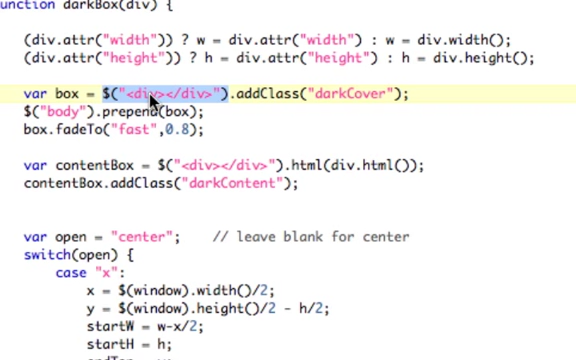 unction darkBox(div) {
(div.attr("width")) ? w = div.attr("width") : w = div.width();
(div.attr("height")) ? h = div.attr("height") : h = div.height();
var box = $("<div></div>").addClass("darkCover");
$("body").prepend(box);
box.fadeTo("fast",0.8);
var contentBox = $("<div></div>").html(div.html());
contentBox.addClass("darkContent");
var open = "center";    // leave blank for center
switch(open) {
case "x":
x = $(window).width()/2;
y = $(window).height()/2 - h/2;
startW = w-x/2;
startH = h;